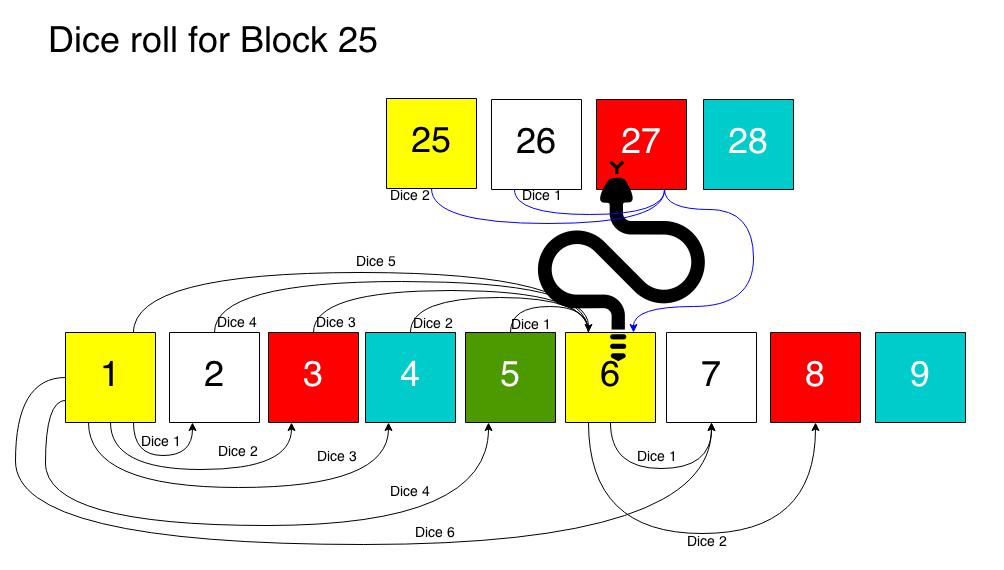 Dice roll for Block 25
25 26 27 28
Dice 2 Dice 1
Dice 5
Dice 4 Dice 3 Dice 2 Dice 1
1 2 3 4 5 6 7 8 9
Dice 1 Dice 2 Dice 3 Dice 1
Dice 4
Dice 6
Dice 2